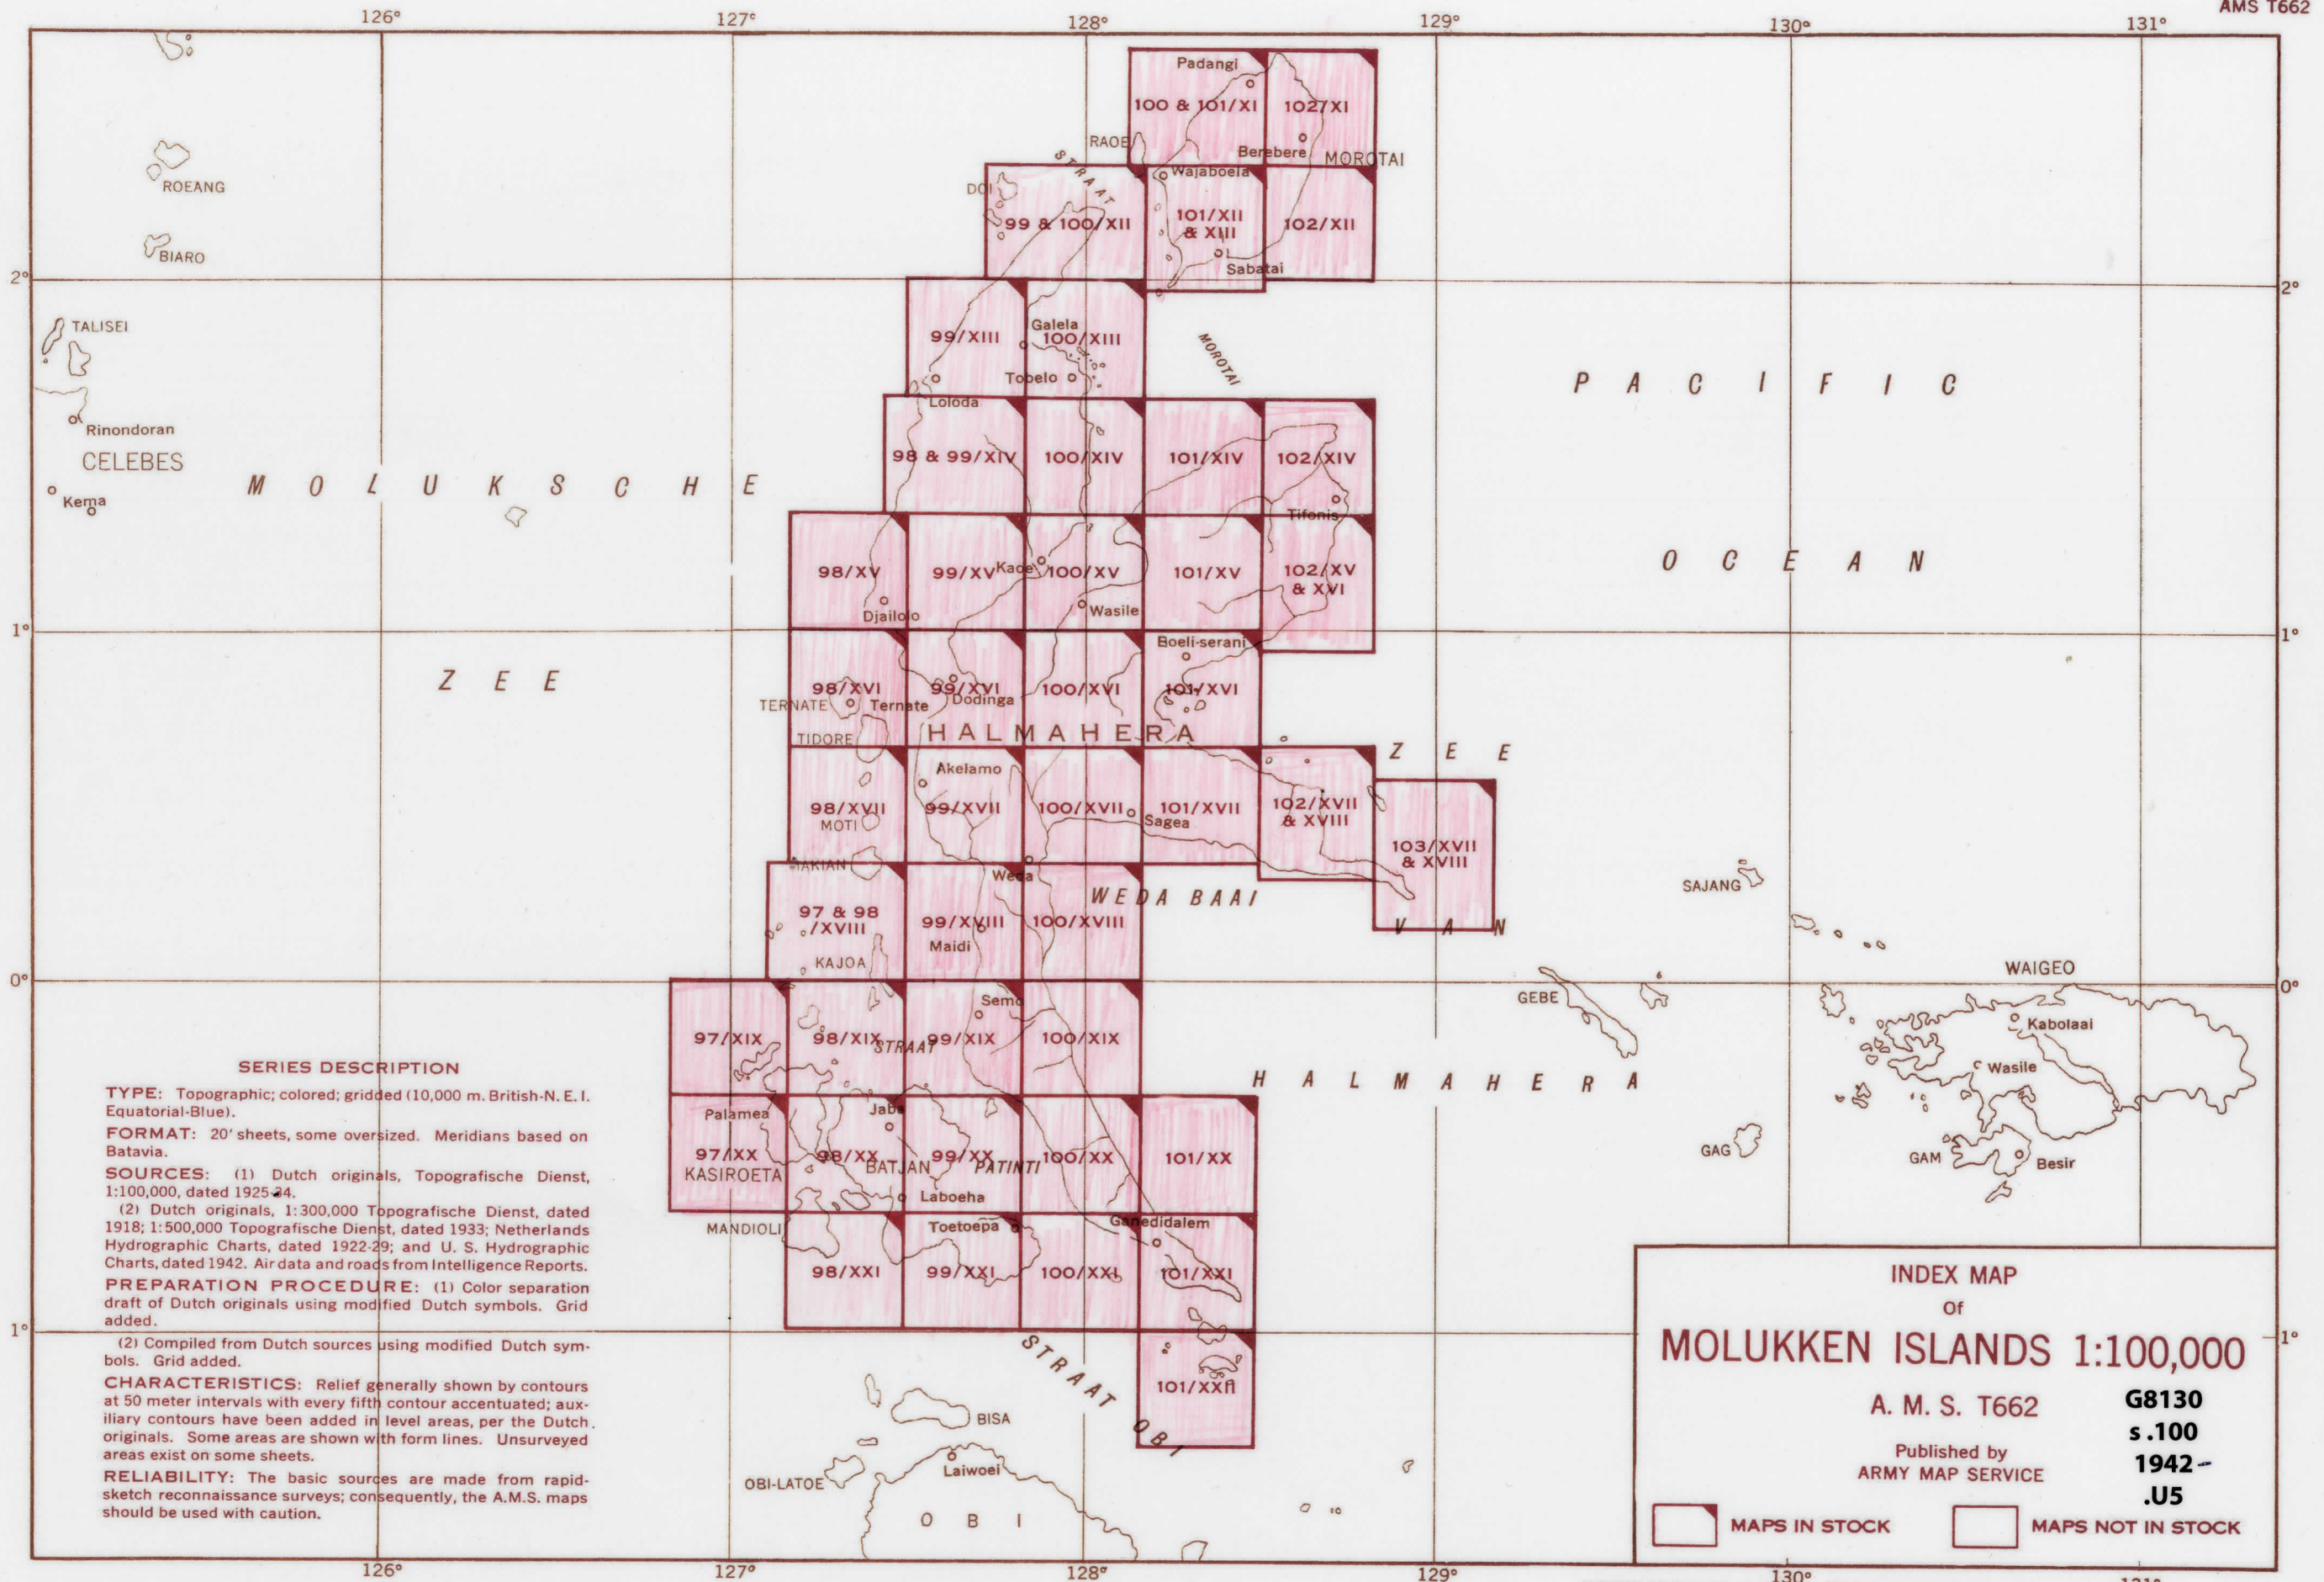 AMS T662
126° 127° 128° 129° 130° 131°
Padangi
100 & 101/XI 102/XI
RAOE Berebere MOROTAI
STRAAT
ROEANG DOI Wajaboela
99 & 100/XII 101/XII & XIII 102/XII
BIARO Sabatai
2° 2°
TALISEI Galela
99/XIII 100/XIII MOROTAI
Tobelo PACIFIC
Loloda
Rinondoran
CELEBES 98 & 99/XIV 100/XIV 101/XIV 102/XIV
MOLUKSCHE
Kema
Tifonis
OCEAN
98/XV 99/XV Kaoe 100/XV 101/XV 102/XV & XVI
Djailolo Wasile
1° 1°
Boeli-serani
ZEE
98/XVI 99/XVI 100/XVI 101/XVI
TERNATE Ternate Dodinga
TIDORE HALMAHERA
ZEE
Akelamo
98/XVII 99/XVII 100/XVII 101/XVII 102/XVII & XVIII
MOTI Sagea
103/XVII & XVIII
MAKIAN Weda
WEDA BAAI SAJANG
97 & 98 /XVIII 99/XVIII 100/XVIII
VAN
Maidi
KAJOA
WAIGEO
0° 0°
Semo GEBE
Kabolaai
97/XIX 98/XIX 99/XIX 100/XIX
STRAAT
Wasile
HALMAHERA
Palamea Jaba
97/XX 98/XX 99/XX 100/XX 101/XX
KASIROETA BATJAN PATINTI
GAG GAM Besir
Laboeha
MANDIOLI Toetoepa Ganedidalem
98/XXI 99/XXI 100/XXI 101/XXI
1° 1°
STRAAT OBI
101/XXII
BISA
OBI-LATOE Laiwoei
OBI
SERIES DESCRIPTION
TYPE: Topographic; colored; gridded (10,000 m. British-N. E. I.
Equatorial-Blue).
FORMAT: 20' sheets, some oversized. Meridians based on
Batavia.
SOURCES: (1) Dutch originals, Topografische Dienst,
1:100,000, dated 1925-34.
(2) Dutch originals, 1:300,000 Topografische Dienst, dated
1918; 1:500,000 Topografische Dienst, dated 1933; Netherlands
Hydrographic Charts, dated 1922-29; and U. S. Hydrographic
Charts, dated 1942. Air data and roads from Intelligence Reports.
PREPARATION PROCEDURE: (1) Color separation
draft of Dutch originals using modified Dutch symbols. Grid
added.
(2) Compiled from Dutch sources using modified Dutch sym-
bols. Grid added.
CHARACTERISTICS: Relief generally shown by contours
at 50 meter intervals with every fifth contour accentuated; aux-
iliary contours have been added in level areas, per the Dutch
originals. Some areas are shown with form lines. Unsurveyed
areas exist on some sheets.
RELIABILITY: The basic sources are made from rapid-
sketch reconnaissance surveys; consequently, the A.M.S. maps
should be used with caution.
INDEX MAP
Of
MOLUKKEN ISLANDS 1:100,000
A. M. S. T662
Published by
ARMY MAP SERVICE
G8130
s.100
1942-
.U5
MAPS IN STOCK MAPS NOT IN STOCK
126° 127° 128° 129° 130° 131°